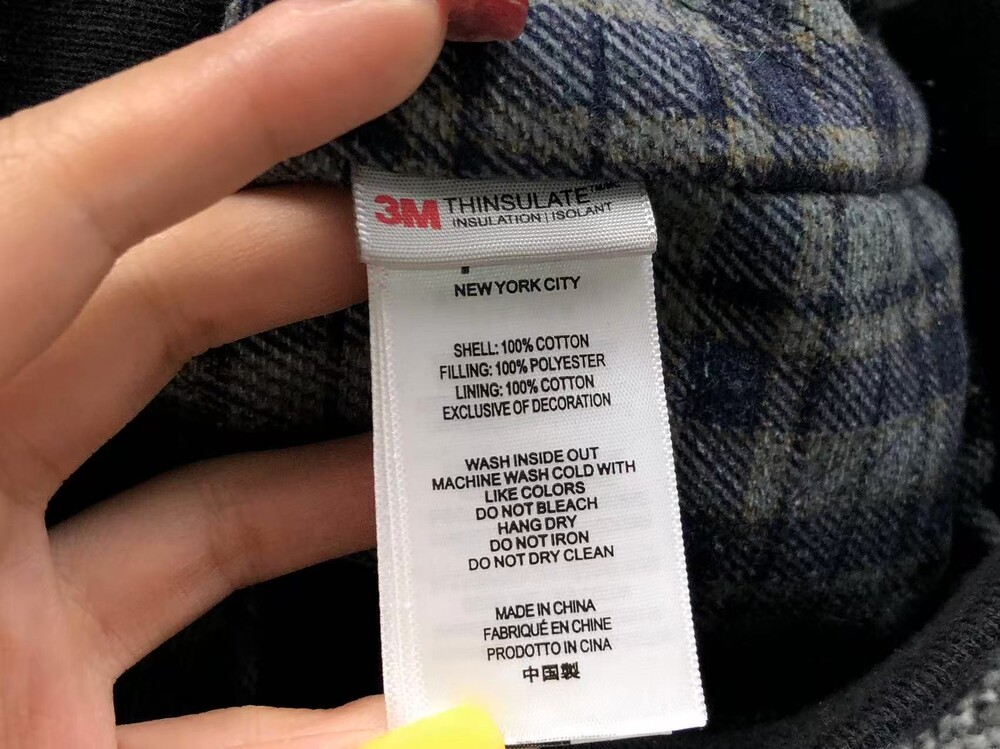 3M THINSULATE™/MC
INSULATION | ISOLANT
NEW YORK CITY
SHELL: 100% COTTON
FILLING: 100% POLYESTER
LINING: 100% COTTON
EXCLUSIVE OF DECORATION
WASH INSIDE OUT
MACHINE WASH COLD WITH
LIKE COLORS
DO NOT BLEACH
HANG DRY
DO NOT IRON
DO NOT DRY CLEAN
MADE IN CHINA
FABRIQUÉ EN CHINE
PRODOTTO IN CINA
中国製